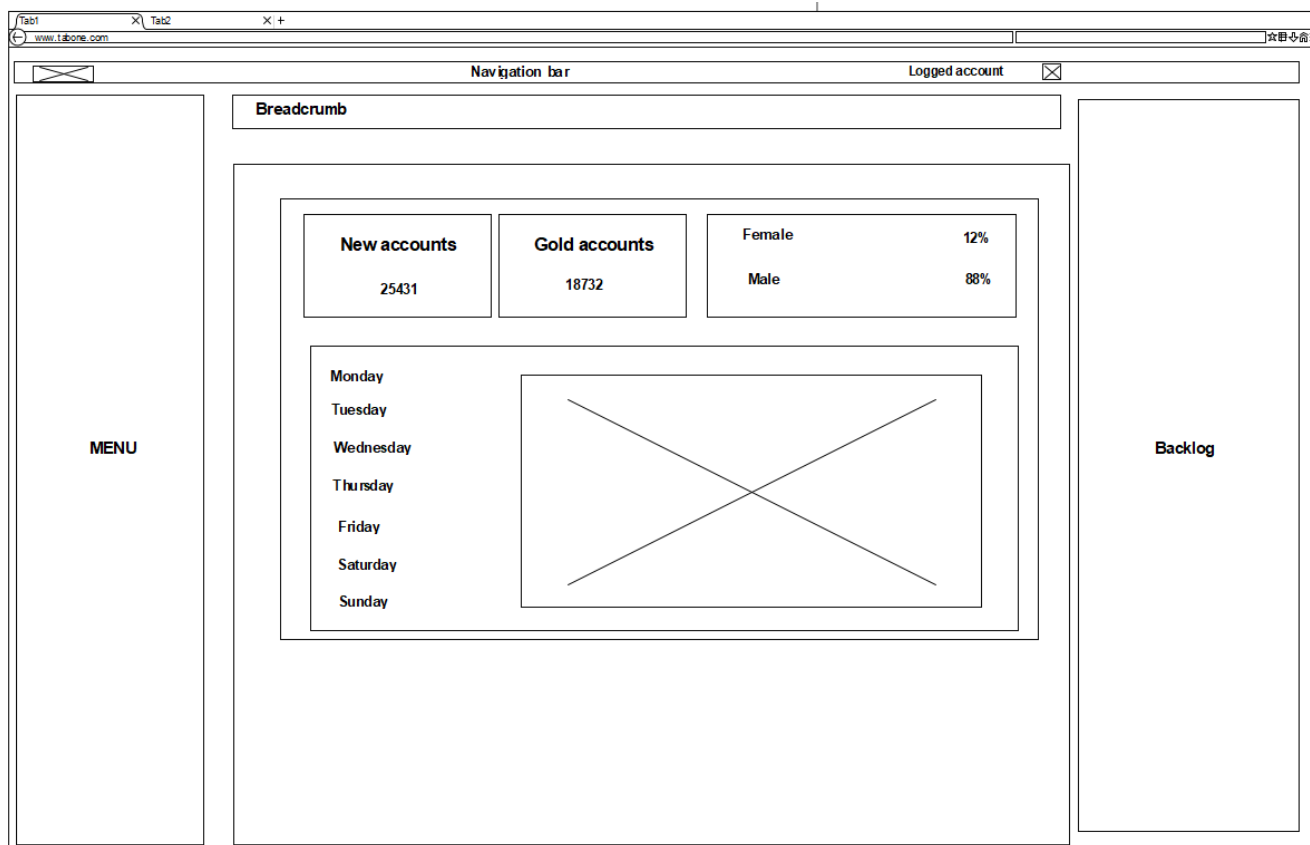 Tab1 Tab2 +
www.tabone.com
Navigation bar Logged account
Breadcrumb
New accounts
25431
Gold accounts
18732
Female 12%
Male 88%
Monday
Tuesday
Wednesday
Thursday
Friday
Saturday
Sunday
MENU
Backlog